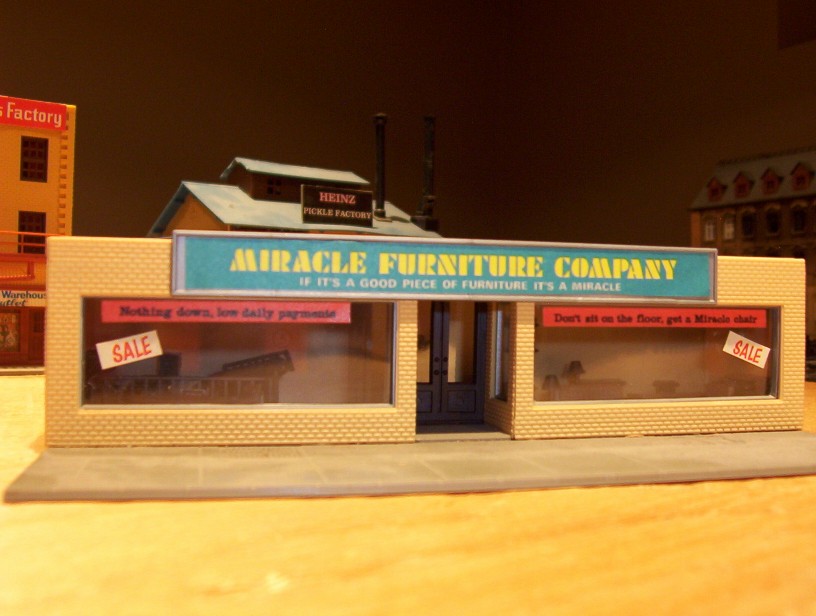 s Factory
HEINZ
PICKLE FACTORY
MIRACLE FURNITURE COMPANY
IF IT'S A GOOD PIECE OF FURNITURE IT'S A MIRACLE
Warehouse
utlet
Nothing down, low daily payments
Don't sit on the floor, get a Miracle chair
SALE
SALE